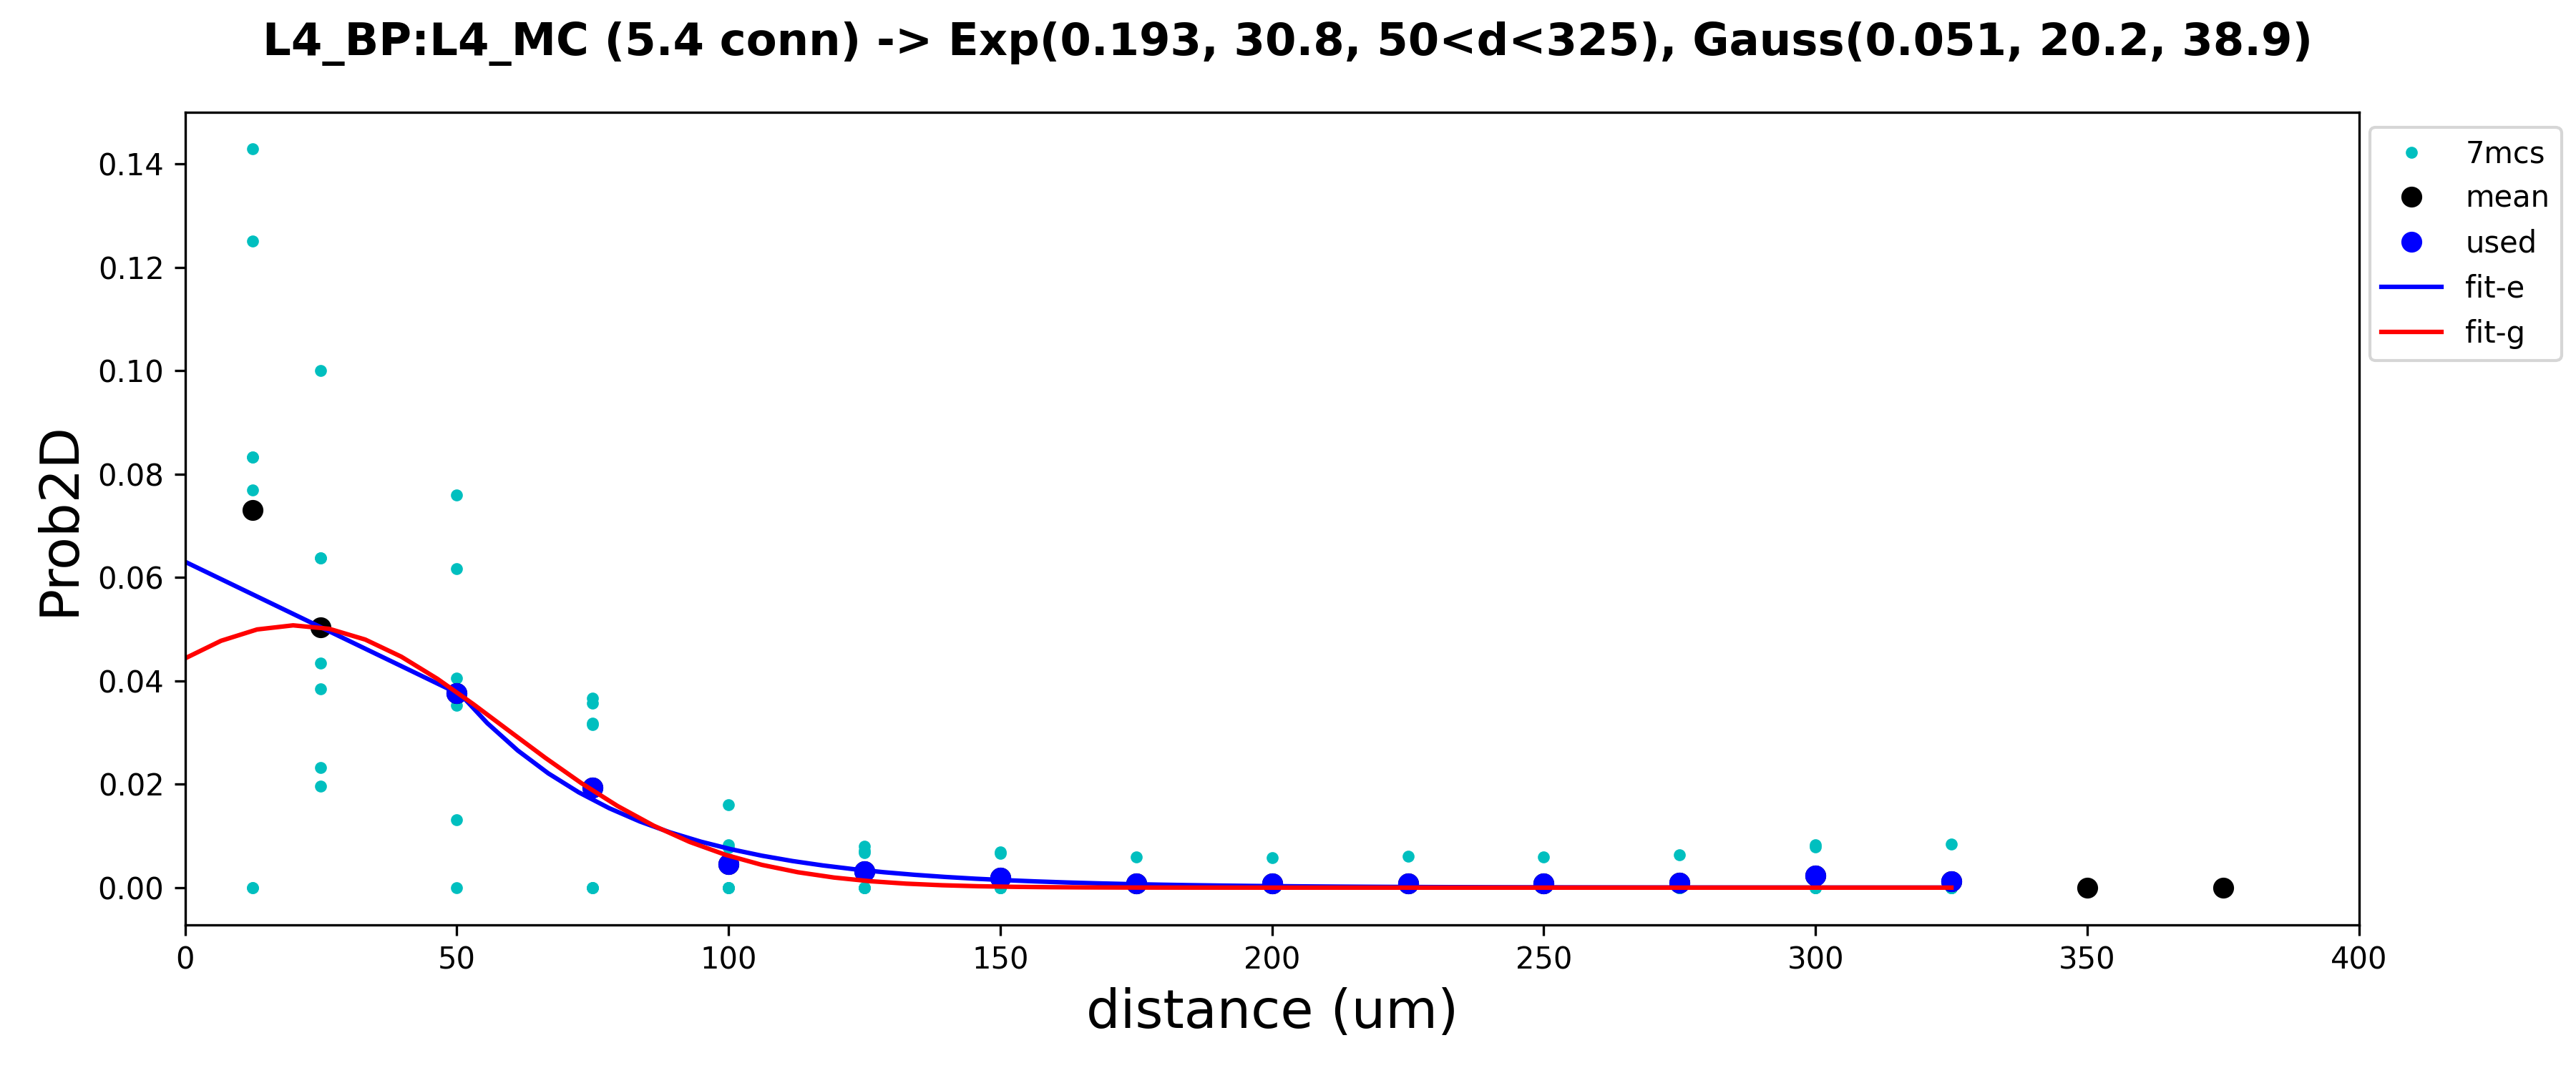 L4_BP:L4_MC (5.4 conn) -> Exp(0.193, 30.8, 50<d<325), Gauss(0.051, 20.2, 38.9)
7mcs
mean
used
fit-e
fit-g
Prob2D
0.14
0.12
0.10
0.08
0.06
0.04
0.02
0.00
0 50 100 150 200 250 300 350 400
distance (um)